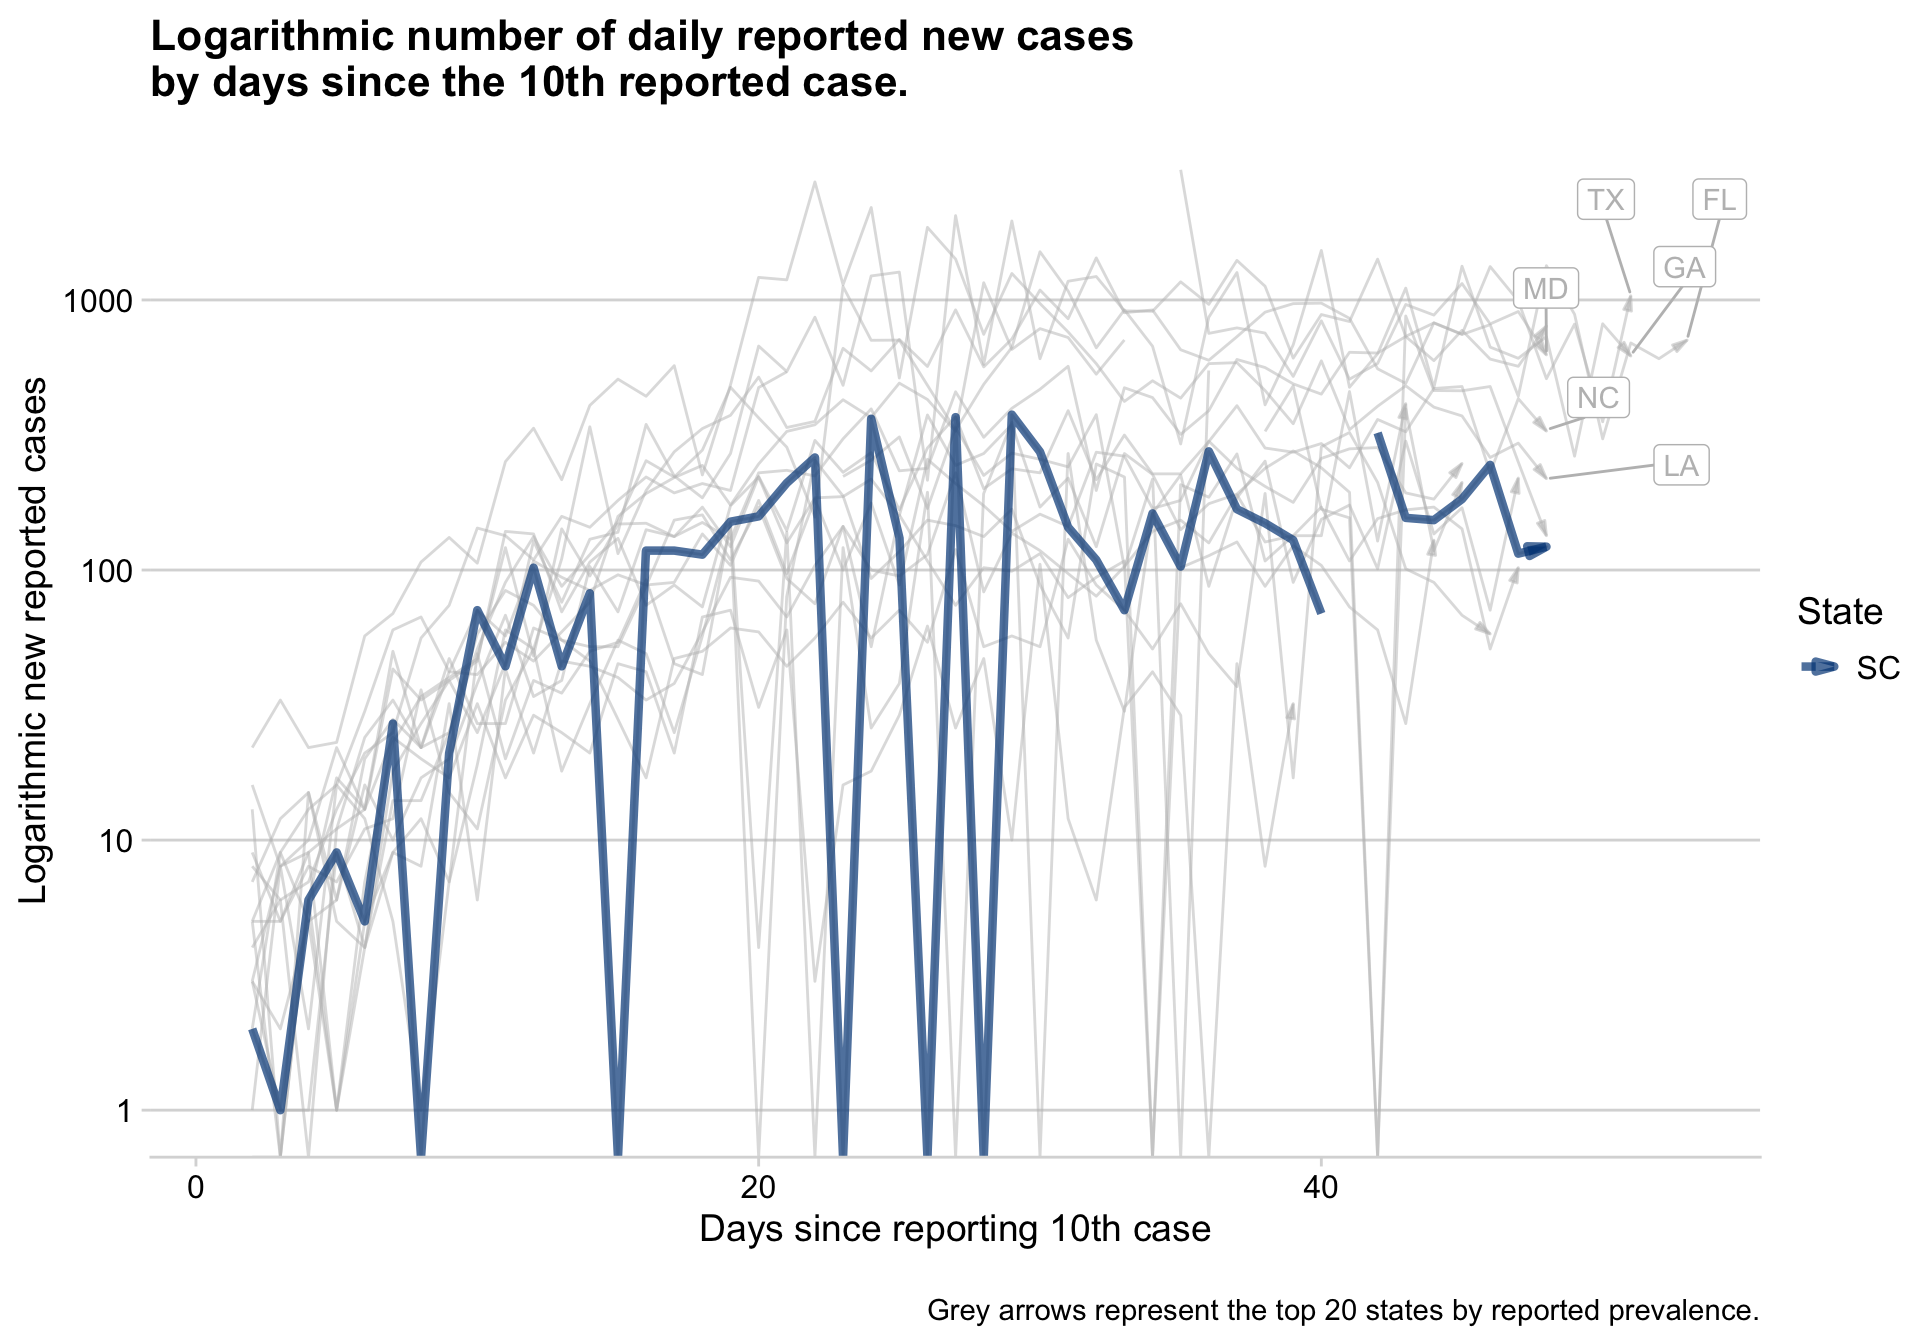 Logarithmic number of daily reported new cases
by days since the 10th reported case.
TX
FL
GA
MD
NC
LA
1000
100
10
1
Logarithmic new reported cases
0
20
40
Days since reporting 10th case
State
SC
Grey arrows represent the top 20 states by reported prevalence.